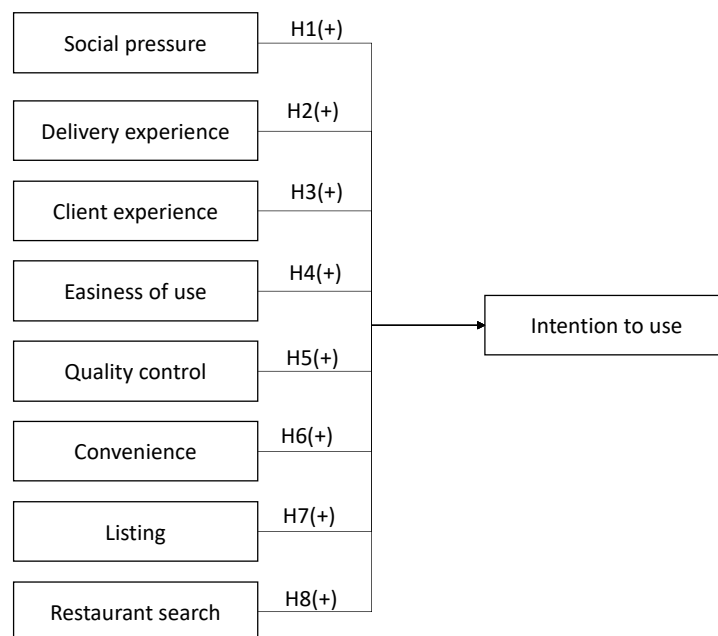 Social pressure
H1(+)
Delivery experience
H2(+)
Client experience
H3(+)
Easiness of use
H4(+)
Intention to use
Quality control
H5(+)
Convenience
H6(+)
Listing
H7(+)
Restaurant search
H8(+)